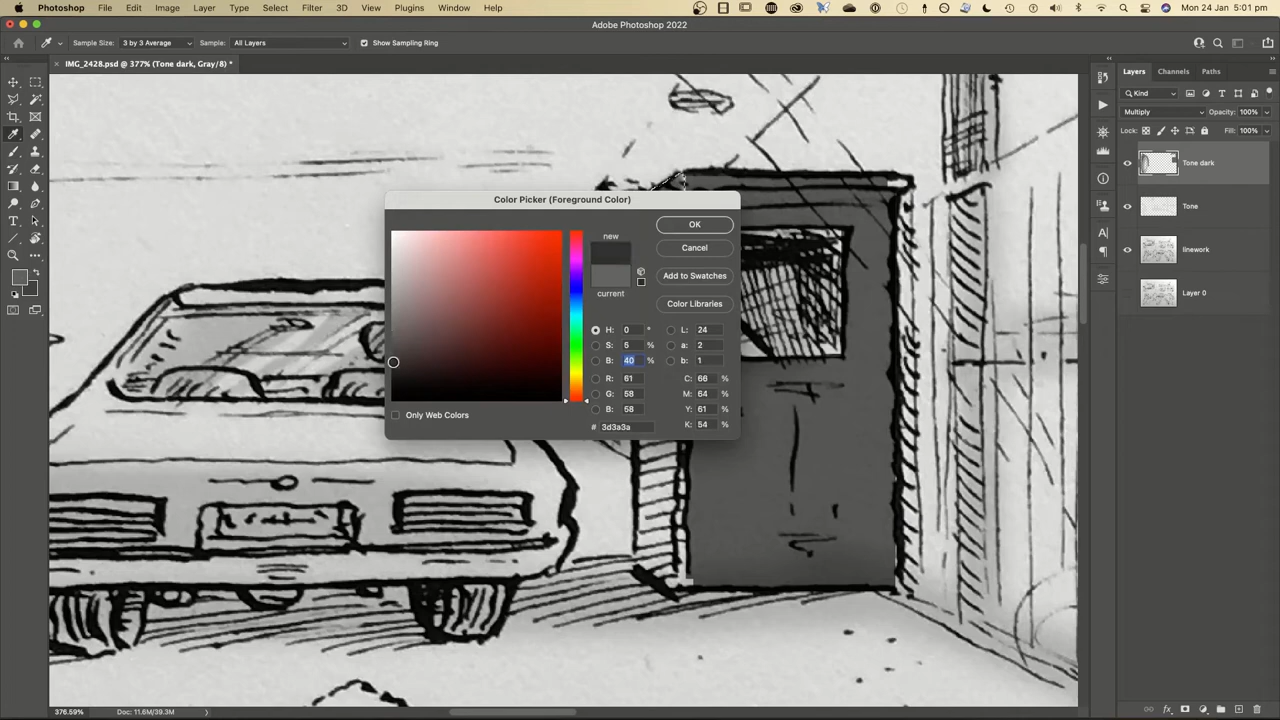 Photoshop File Edit Image Layer Type Select Filter 3D View Plugins Window Help Mon 24 Jan 5:01 pm
Adobe Photoshop 2022
Sample Size: 3 by 3 Average Sample: All Layers Show Sampling Ring
IMG_2428.psd @ 377% (Tone dark, Gray/8) *
Layers Channels Paths
Kind
Multiply Opacity: 100%
Lock: Fill: 100%
Tone dark
Tone
linework
Layer 0
Color Picker (Foreground Color)
new
current
OK
Cancel
Add to Swatches
Color Libraries
H: 0 ° L: 24
S: 5 % a: 2
B: 40 % b: 1
R: 61 C: 66 %
G: 58 M: 64 %
B: 58 Y: 61 %
# 3d3a3a K: 54 %
Only Web Colors
376.59% Doc: 11.6M/39.3M